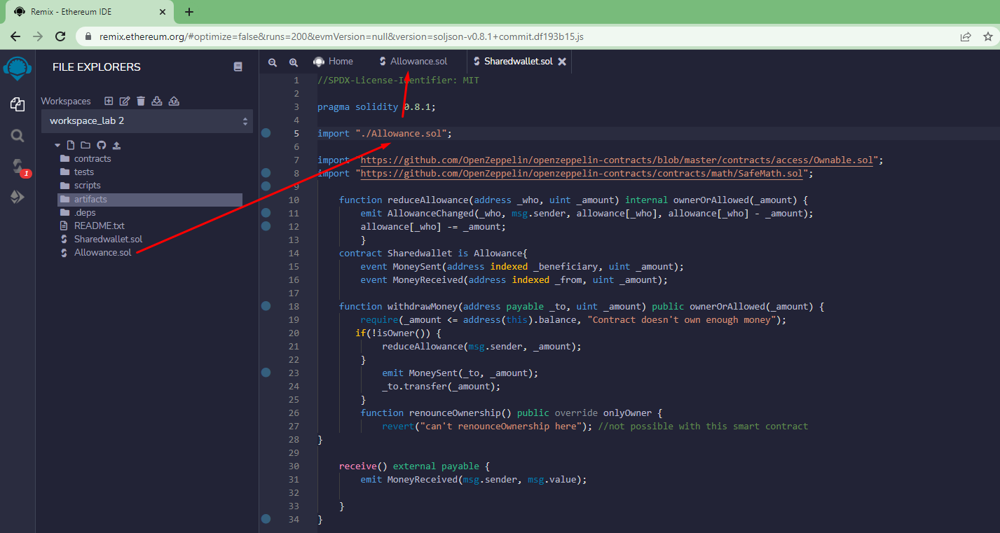 Remix - Ethereum IDE
remix.ethereum.org/#optimize=false&runs=200&evmVersion=null&version=soljson-v0.8.1+commit.df193b15.js
FILE EXPLORERS
Workspaces
workspace_lab 2
contracts
tests
scripts
artifacts
.deps
README.txt
Sharedwallet.sol
Allowance.sol
1
Home
Allowance.sol
Sharedwallet.sol
1 //SPDX-License-Identifier: MIT
2
3 pragma solidity 0.8.1;
4
5 import "./Allowance.sol";
6
7 import "https://github.com/OpenZeppelin/openzeppelin-contracts/blob/master/contracts/access/Ownable.sol";
8 import "https://github.com/OpenZeppelin/openzeppelin-contracts/contracts/math/SafeMath.sol";
9
10 function reduceAllowance(address _who, uint _amount) internal ownerOrAllowed(_amount) {
11 emit AllowanceChanged(_who, msg.sender, allowance[_who], allowance[_who] - _amount);
12 allowance[_who] -= _amount;
13 }
14 contract Sharedwallet is Allowance{
15 event MoneySent(address indexed _beneficiary, uint _amount);
16 event MoneyReceived(address indexed _from, uint _amount);
17
18 function withdrawMoney(address payable _to, uint _amount) public ownerOrAllowed(_amount) {
19 require(_amount <= address(this).balance, "Contract doesn't own enough money");
20 if(!isOwner()) {
21 reduceAllowance(msg.sender, _amount);
22 }
23 emit MoneySent(_to, _amount);
24 _to.transfer(_amount);
25 }
26 function renounceOwnership() public override onlyOwner {
27 revert("can't renounceOwnership here"); //not possible with this smart contract
28 }
29
30 receive() external payable {
31 emit MoneyReceived(msg.sender, msg.value);
32
33 }
34 }